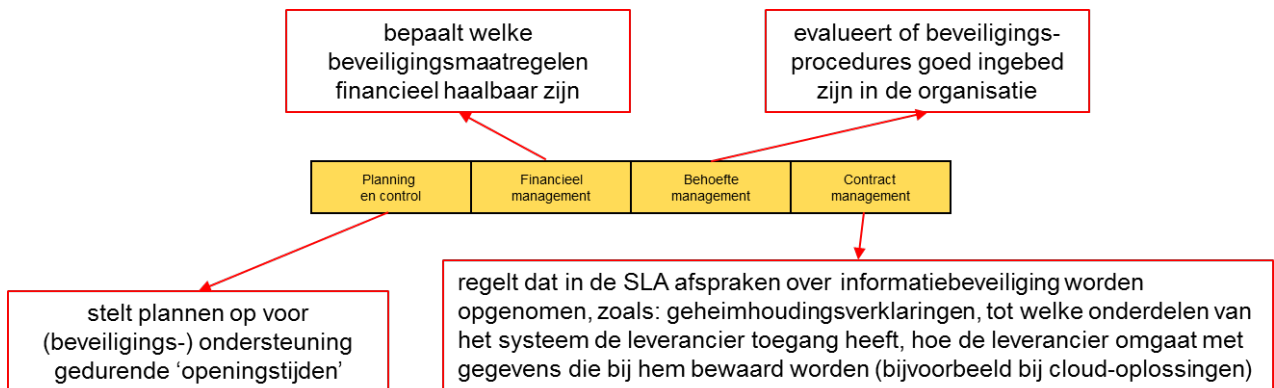 bepaalt welke
beveiligingsmaatregelen
financieel haalbaar zijn
evalueert of beveiligings-
procedures goed ingebed
zijn in de organisatie
Planning
en control
Financieel
management
Behoefte
management
Contract
management
stelt plannen op voor
(beveiligings-) ondersteuning
gedurende ‘openingstijden’
regelt dat in de SLA afspraken over informatiebeveiliging worden
opgenomen, zoals: geheimhoudingsverklaringen, tot welke onderdelen van
het systeem de leverancier toegang heeft, hoe de leverancier omgaat met
gegevens die bij hem bewaard worden (bijvoorbeeld bij cloud-oplossingen)